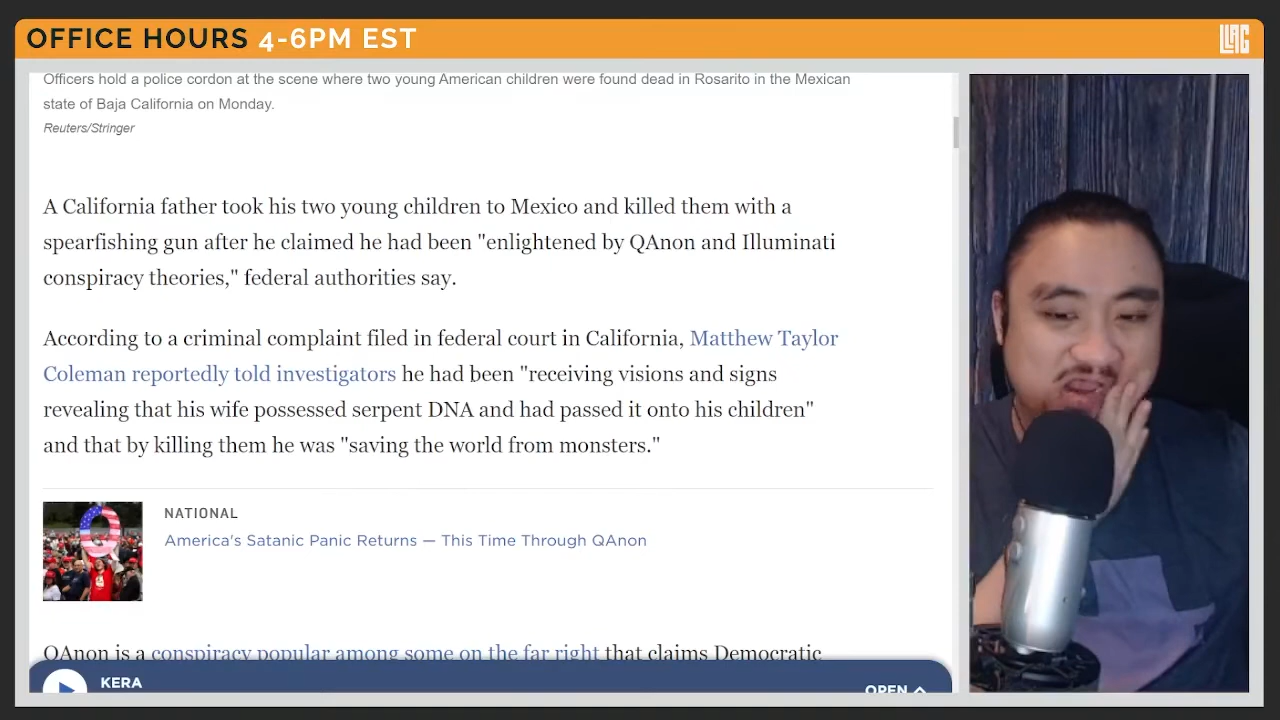 OFFICE HOURS 4-6PM EST
LLAG
Officers hold a police cordon at the scene where two young American children were found dead in Rosarito in the Mexican
state of Baja California on Monday.
Reuters/Stringer
A California father took his two young children to Mexico and killed them with a
spearfishing gun after he claimed he had been "enlightened by QAnon and Illuminati
conspiracy theories," federal authorities say.
According to a criminal complaint filed in federal court in California, Matthew Taylor
Coleman reportedly told investigators he had been "receiving visions and signs
revealing that his wife possessed serpent DNA and had passed it onto his children"
and that by killing them he was "saving the world from monsters."
NATIONAL
America's Satanic Panic Returns — This Time Through QAnon
QAnon is a conspiracy popular among some on the far right that claims Democratic
KERA
OPEN